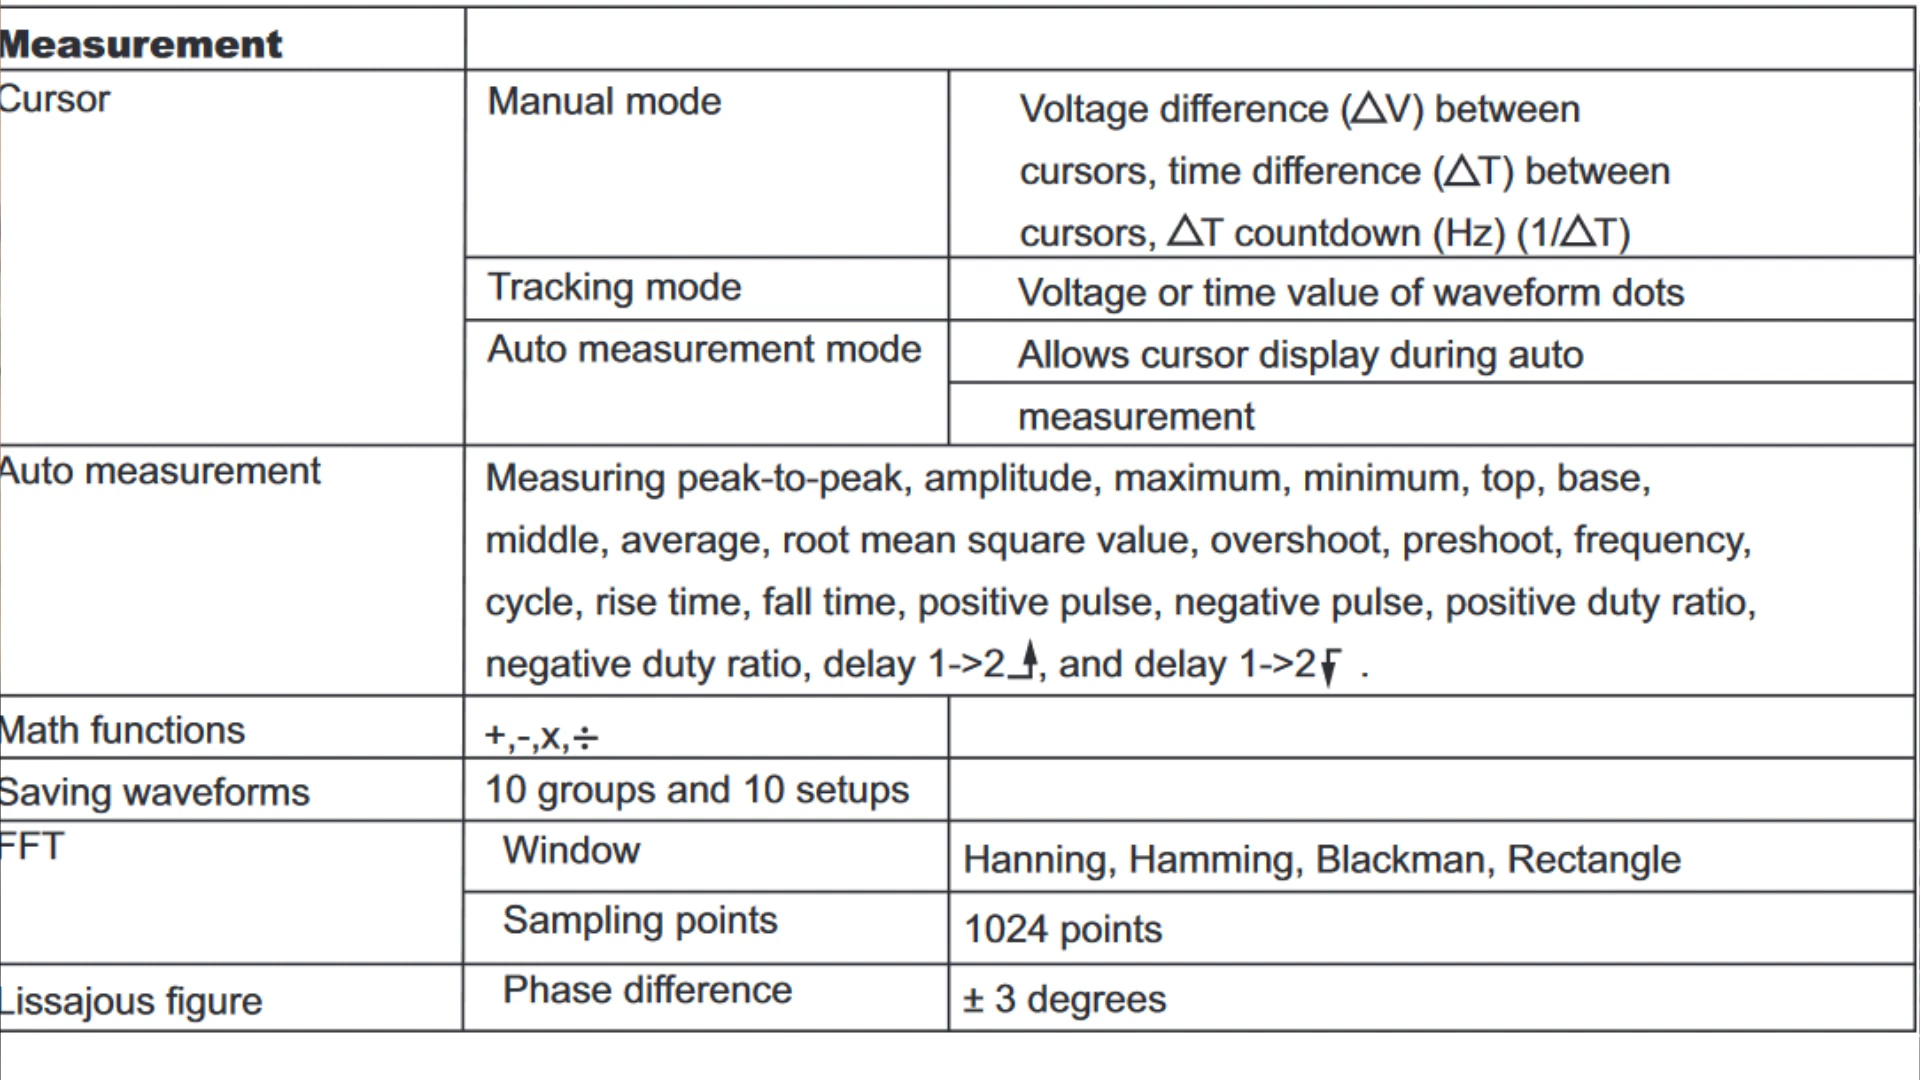 Measurement
Cursor
Manual mode
Voltage difference (△V) between
cursors, time difference (△T) between
cursors, △T countdown (Hz) (1/△T)
Tracking mode
Voltage or time value of waveform dots
Auto measurement mode
Allows cursor display during auto
measurement
Auto measurement
Measuring peak-to-peak, amplitude, maximum, minimum, top, base,
middle, average, root mean square value, overshoot, preshoot, frequency,
cycle, rise time, fall time, positive pulse, negative pulse, positive duty ratio,
negative duty ratio, delay 1->2, and delay 1->2 .
Math functions
+,-,x,÷
Saving waveforms
10 groups and 10 setups
FFT
Window
Hanning, Hamming, Blackman, Rectangle
Sampling points
1024 points
Lissajous figure
Phase difference
± 3 degrees